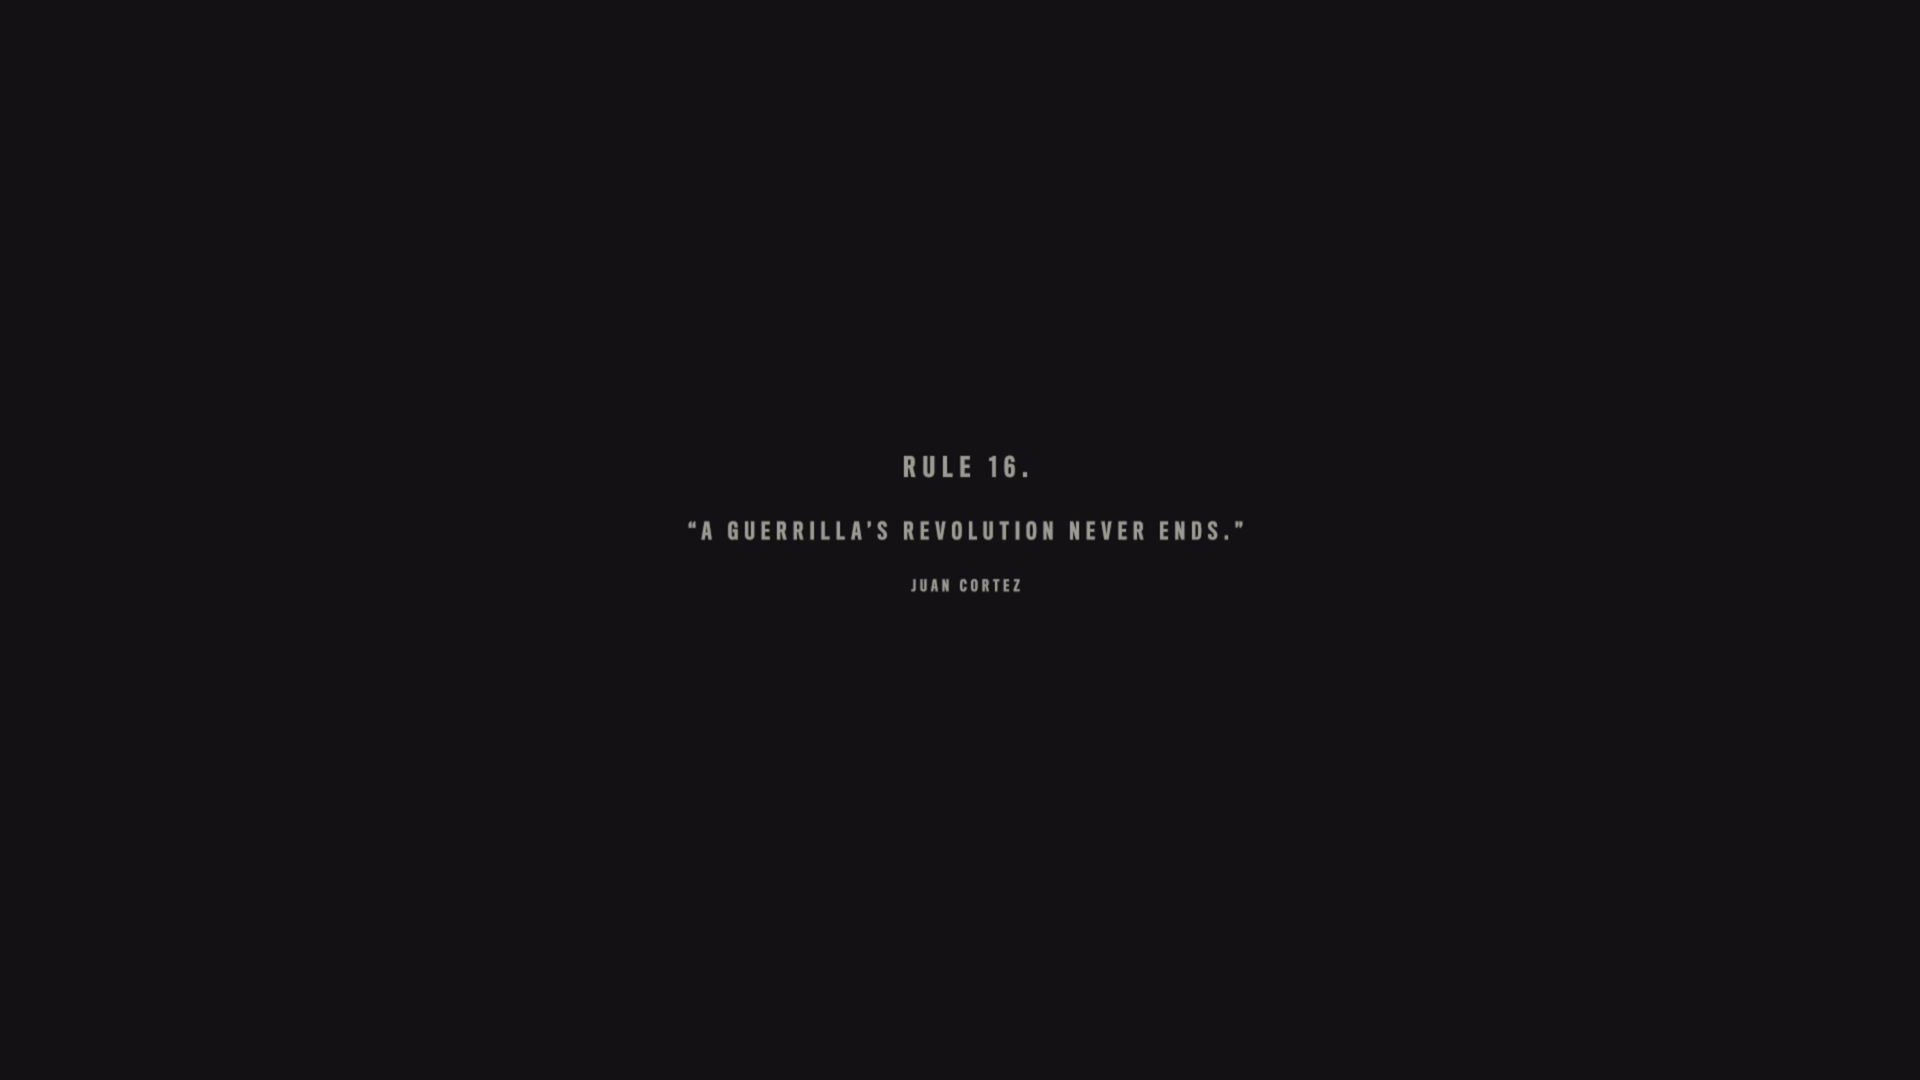 RULE 16.
“A GUERRILLA’S REVOLUTION NEVER ENDS.”
JUAN CORTEZ